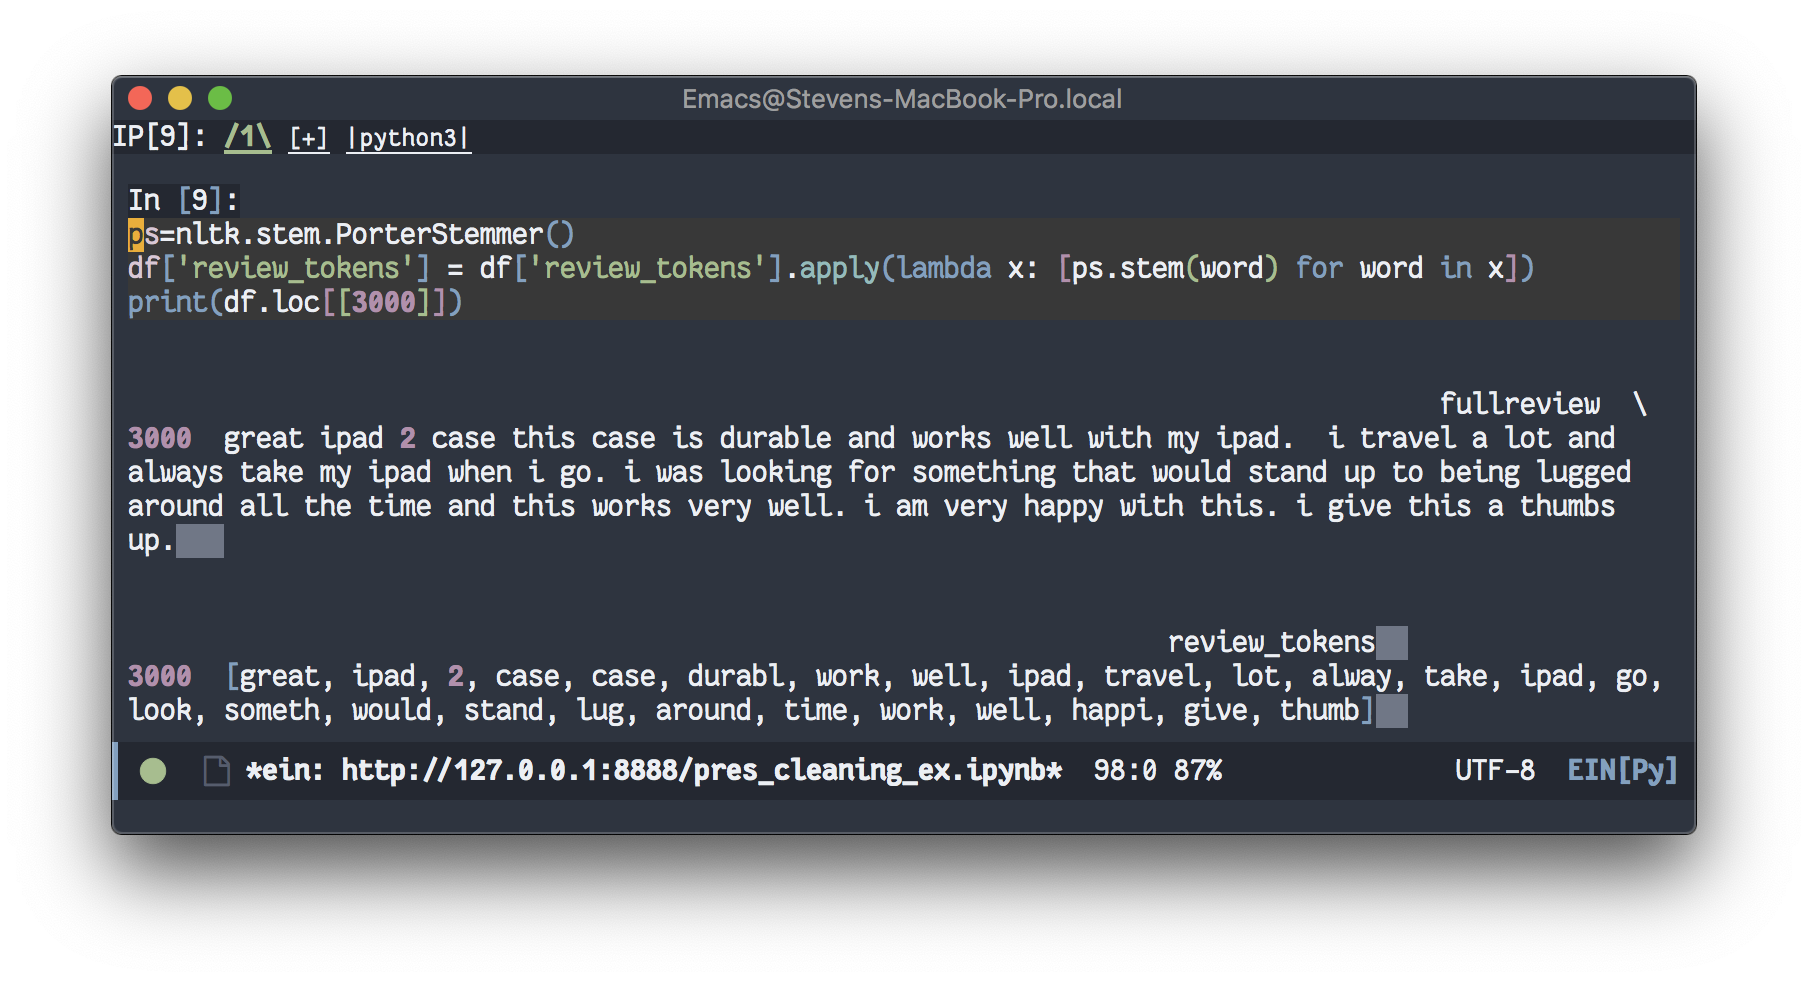 Emacs@Stevens-MacBook-Pro.local
IP[9]: /1\ [+] |python3|
In [9]:
ps=nltk.stem.PorterStemmer()
df['review_tokens'] = df['review_tokens'].apply(lambda x: [ps.stem(word) for word in x])
print(df.loc[[3000]])
fullreview  \
3000  great ipad 2 case this case is durable and works well with my ipad.  i travel a lot and
always take my ipad when i go. i was looking for something that would stand up to being lugged
around all the time and this works very well. i am very happy with this. i give this a thumbs
up.
review_tokens
3000  [great, ipad, 2, case, case, durabl, work, well, ipad, travel, lot, alway, take, ipad, go,
look, someth, would, stand, lug, around, time, work, well, happi, give, thumb]
*ein: http://127.0.0.1:8888/pres_cleaning_ex.ipynb*  98:0 87%  UTF-8  EIN[Py]